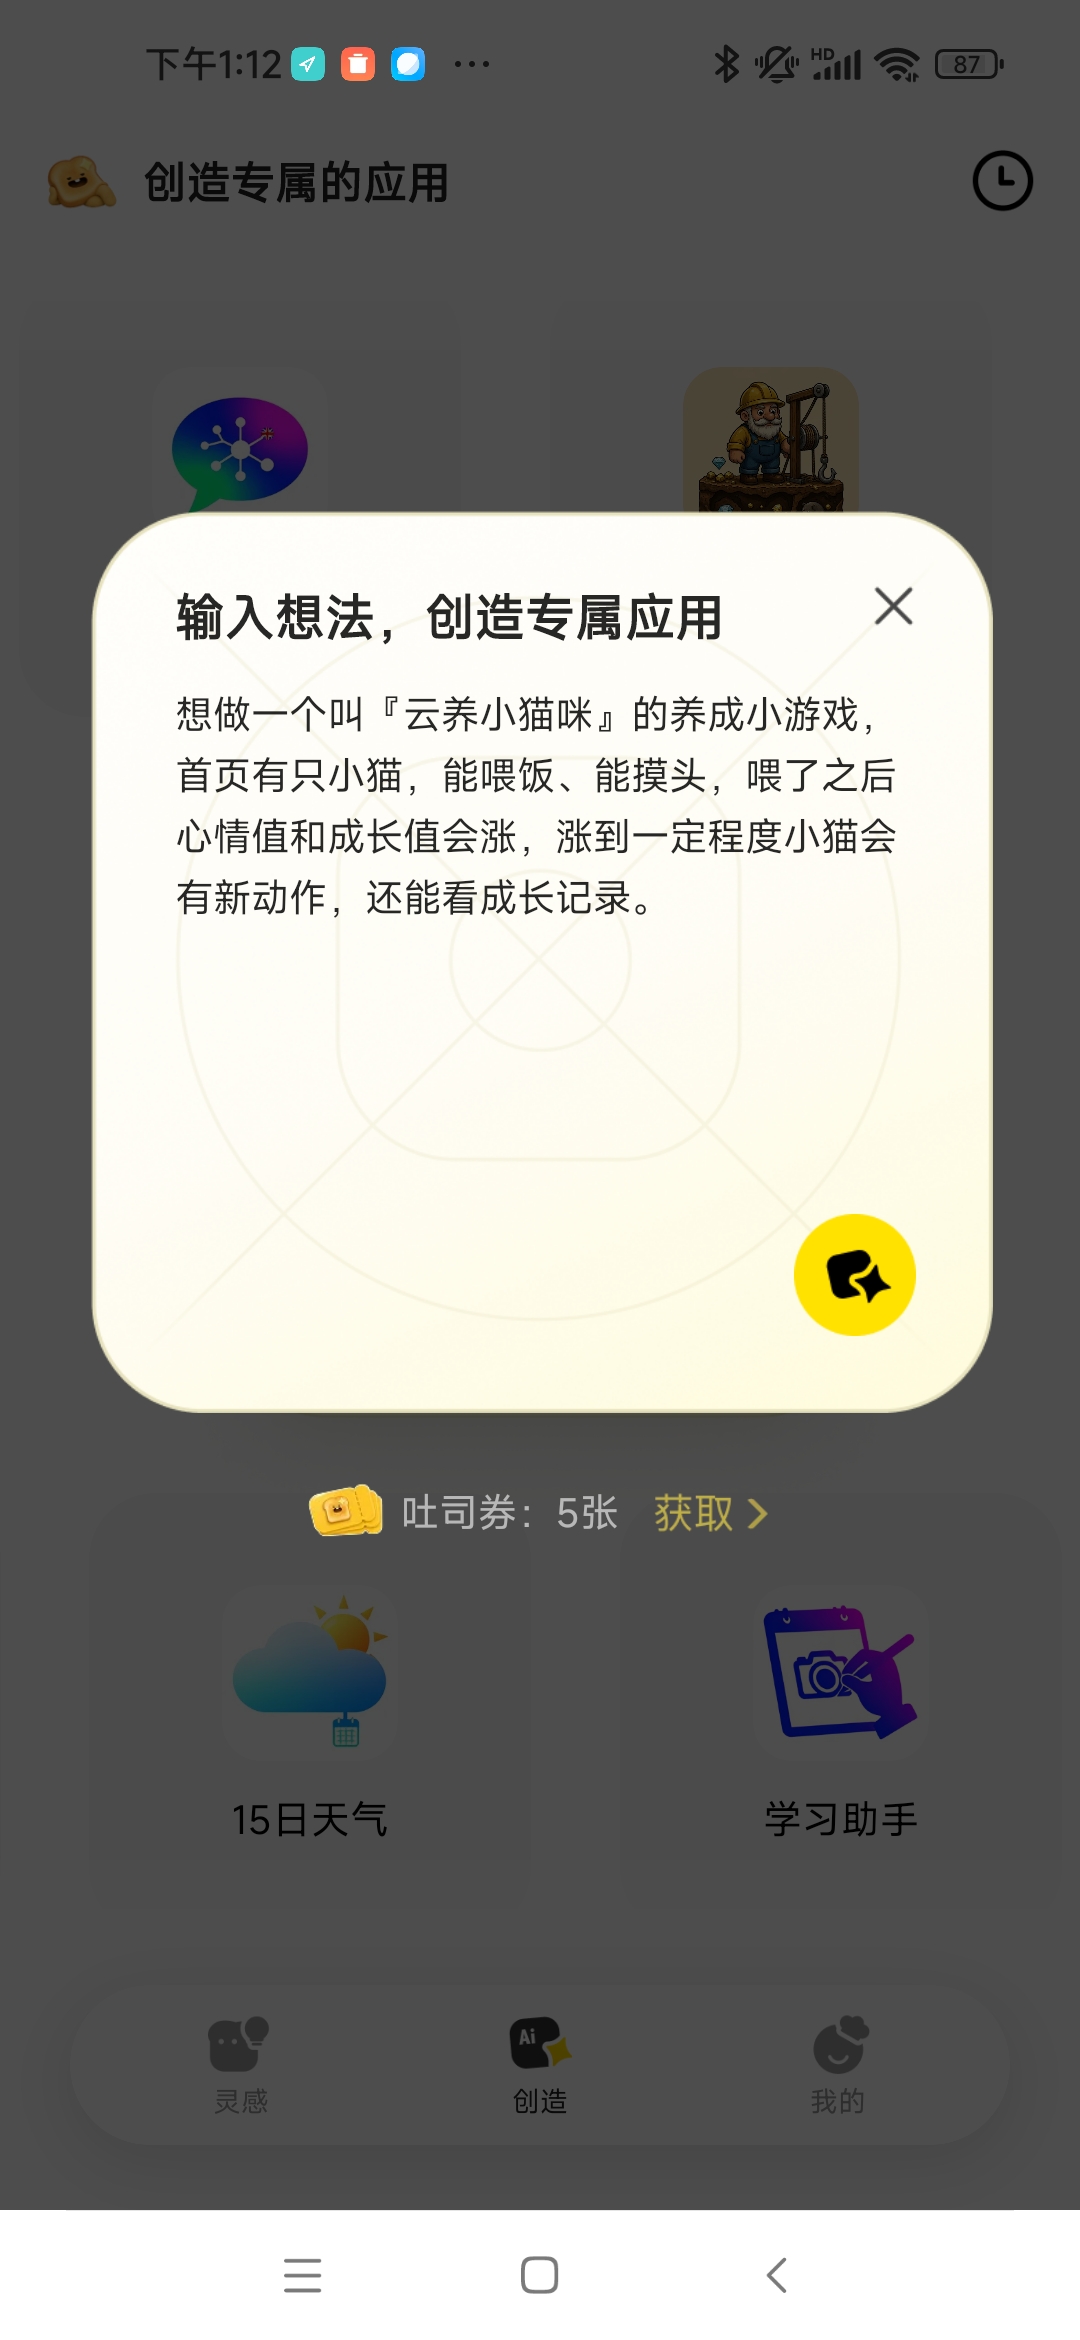 下午1:12
HD
87
创造专属的应用
输入想法，创造专属应用
想做一个叫『云养小猫咪』的养成小游戏，
首页有只小猫，能喂饭、能摸头，喂了之后
心情值和成长值会涨，涨到一定程度小猫会
有新动作，还能看成长记录。
吐司券：5张 获取
15日天气
学习助手
Ai
灵感
创造
我的